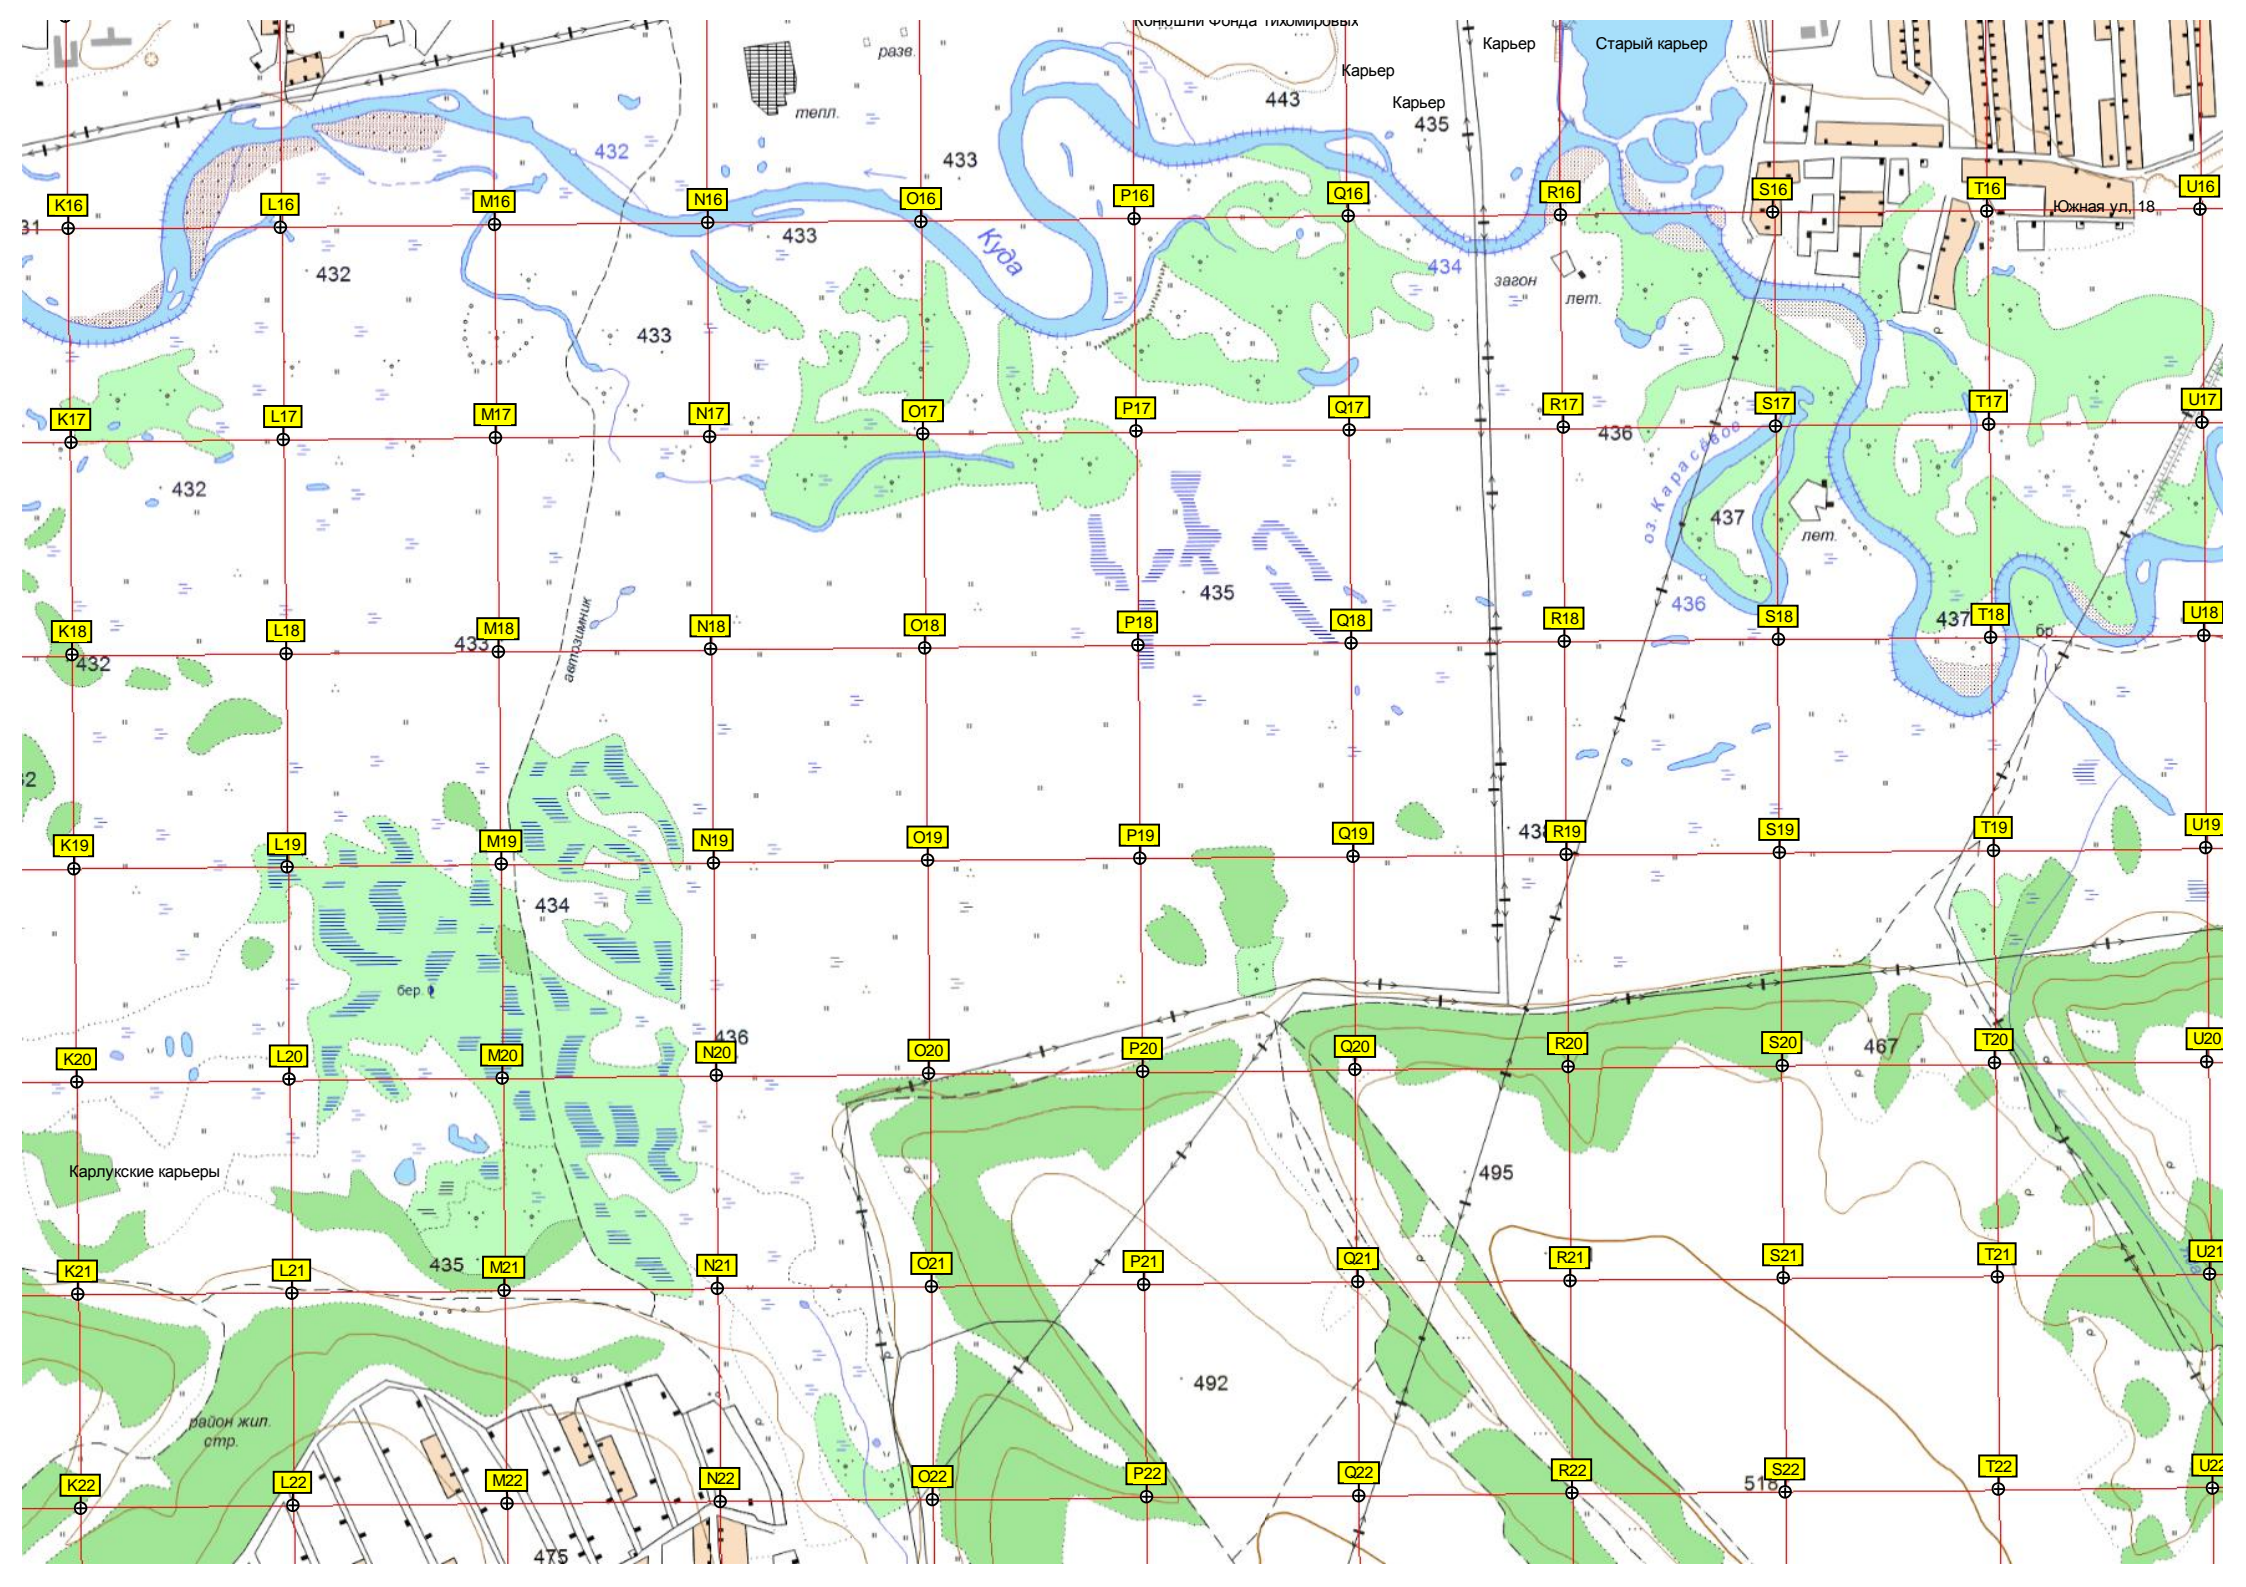 Конюшни Фонда Тихомировых
Карьер
Старый карьер
разв.
Карьер
443
Карьер
435
тепл.
432
433
K16
L16
M16
N16
O16
P16
Q16
R16
S16
T16
U16
Южная ул, 18
31
433
Куда
432
434
загон
лет.
433
K17
L17
M17
N17
O17
P17
Q17
R17
S17
T17
U17
436
оз. Карасёвое
432
437
лет.
435
436
автозимник
K18
L18
M18
N18
O18
P18
Q18
R18
S18
T18
U18
437
бр.
433
432
K19
L19
M19
N19
O19
P19
Q19
R19
S19
T19
U19
434
бер.
436
K20
L20
M20
N20
O20
P20
Q20
R20
S20
T20
U20
467
Карлукские карьеры
495
435
K21
L21
M21
N21
O21
P21
Q21
R21
S21
T21
U21
492
район жил.
стр.
K22
L22
M22
N22
O22
P22
Q22
R22
S22
T22
U22
518
475